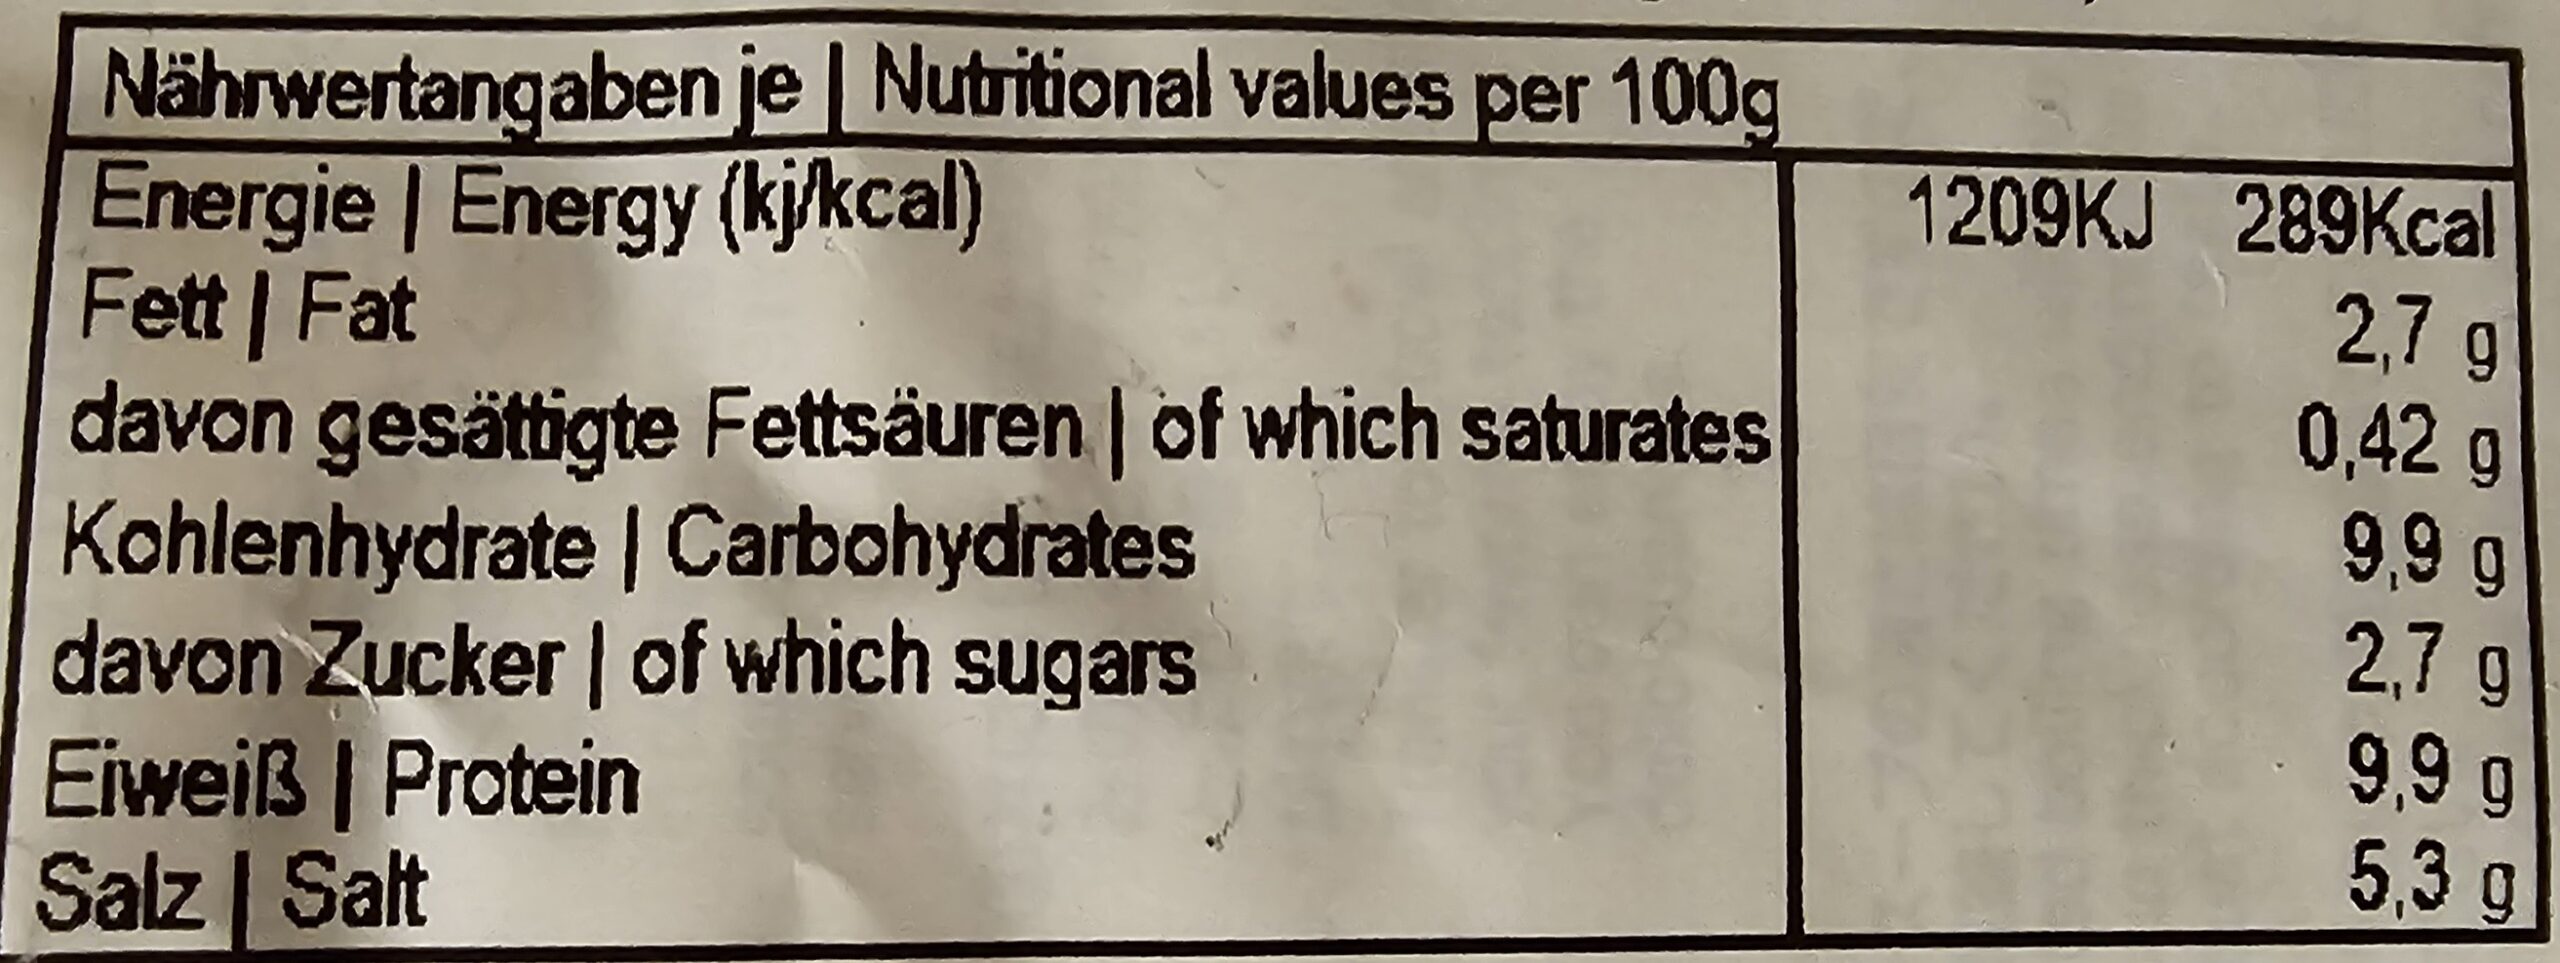 Nährwertangaben je | Nutritional values per 100g
Energie | Energy (kj/kcal) 1209KJ 289Kcal
Fett | Fat 2,7 g
davon gesättigte Fettsäuren | of which saturates 0,42 g
Kohlenhydrate | Carbohydrates 9,9 g
davon Zucker | of which sugars 2,7 g
Eiweiß | Protein 9,9 g
Salz | Salt 5,3 g